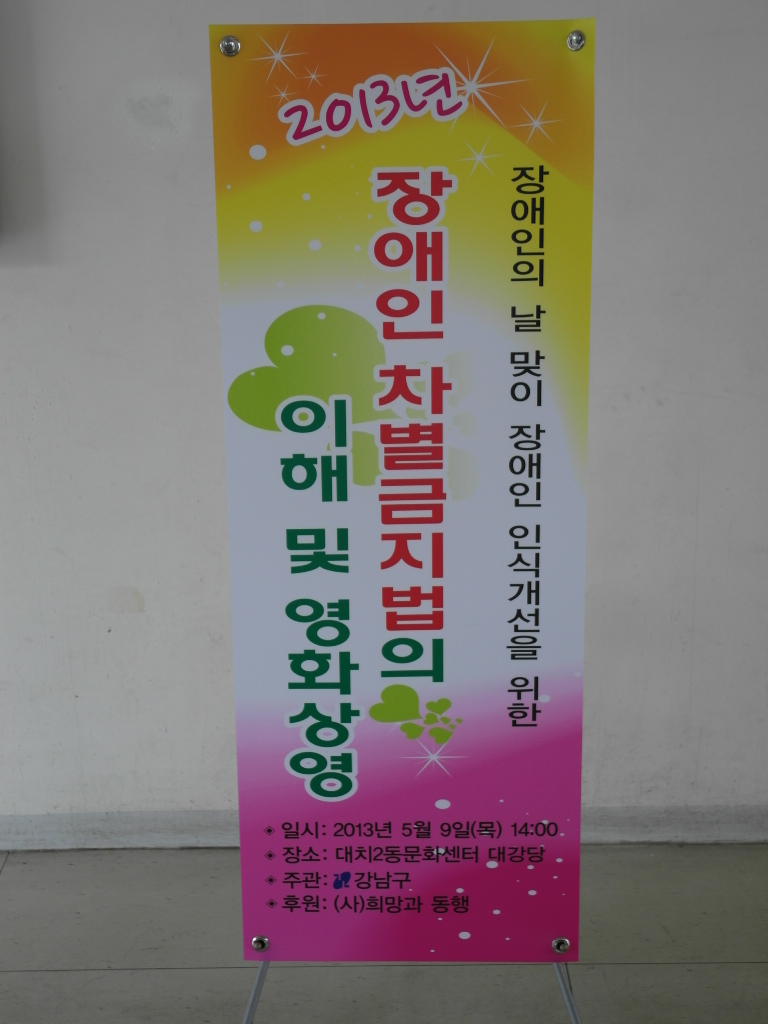 2013년
장애인의 날 맞이 장애인 인식개선을 위한
장애인 차별금지법의
이해 및 영화상영
◈ 일시: 2013년 5월 9일(목) 14:00
◈ 장소: 대치2동문화센터 대강당
◈ 주관: 강남구
◈ 후원: (사)희망과 동행